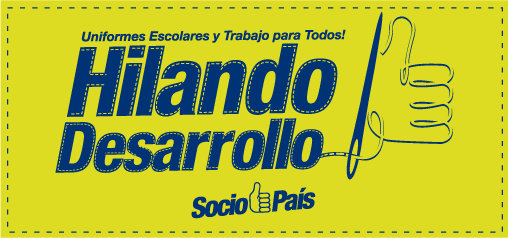 Uniformes Escolares y Trabajo para Todos!
Hilando
Desarrollo
Socio País